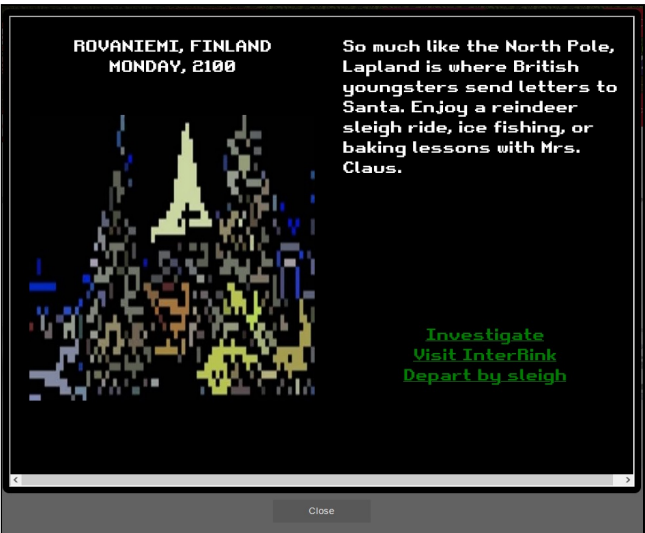 ROVANIEMI, FINLAND
MONDAY, 2100
So much like the North Pole,
Lapland is where British
youngsters send letters to
Santa. Enjoy a reindeer
sleigh ride, ice fishing, or
baking lessons with Mrs.
Claus.
Investigate
Visit InterRink
Depart by sleigh
Close